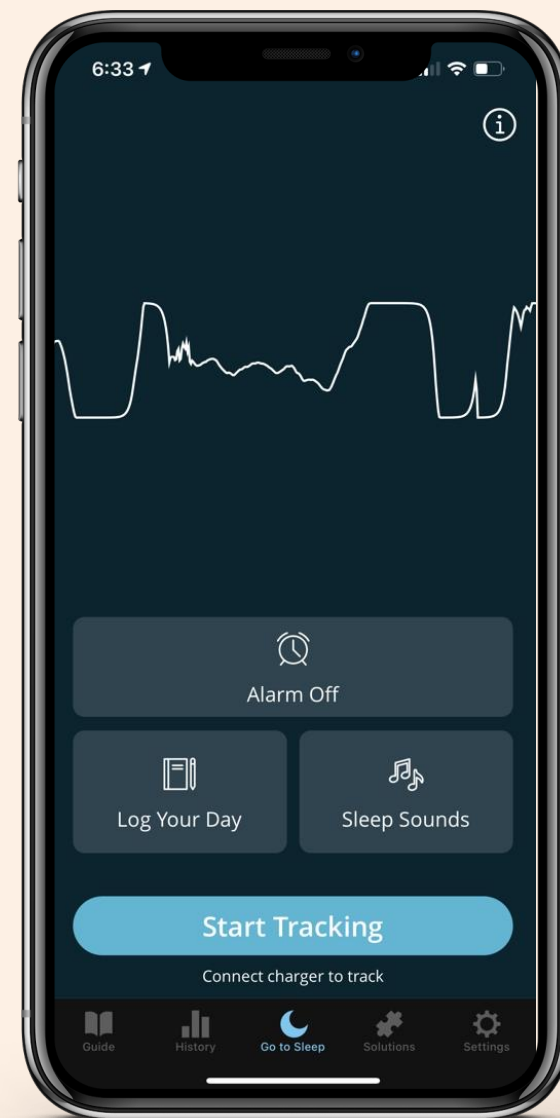 6:33
Alarm Off
Log Your Day
Sleep Sounds
Start Tracking
Connect charger to track
Guide
History
Go to Sleep
Solutions
Settings